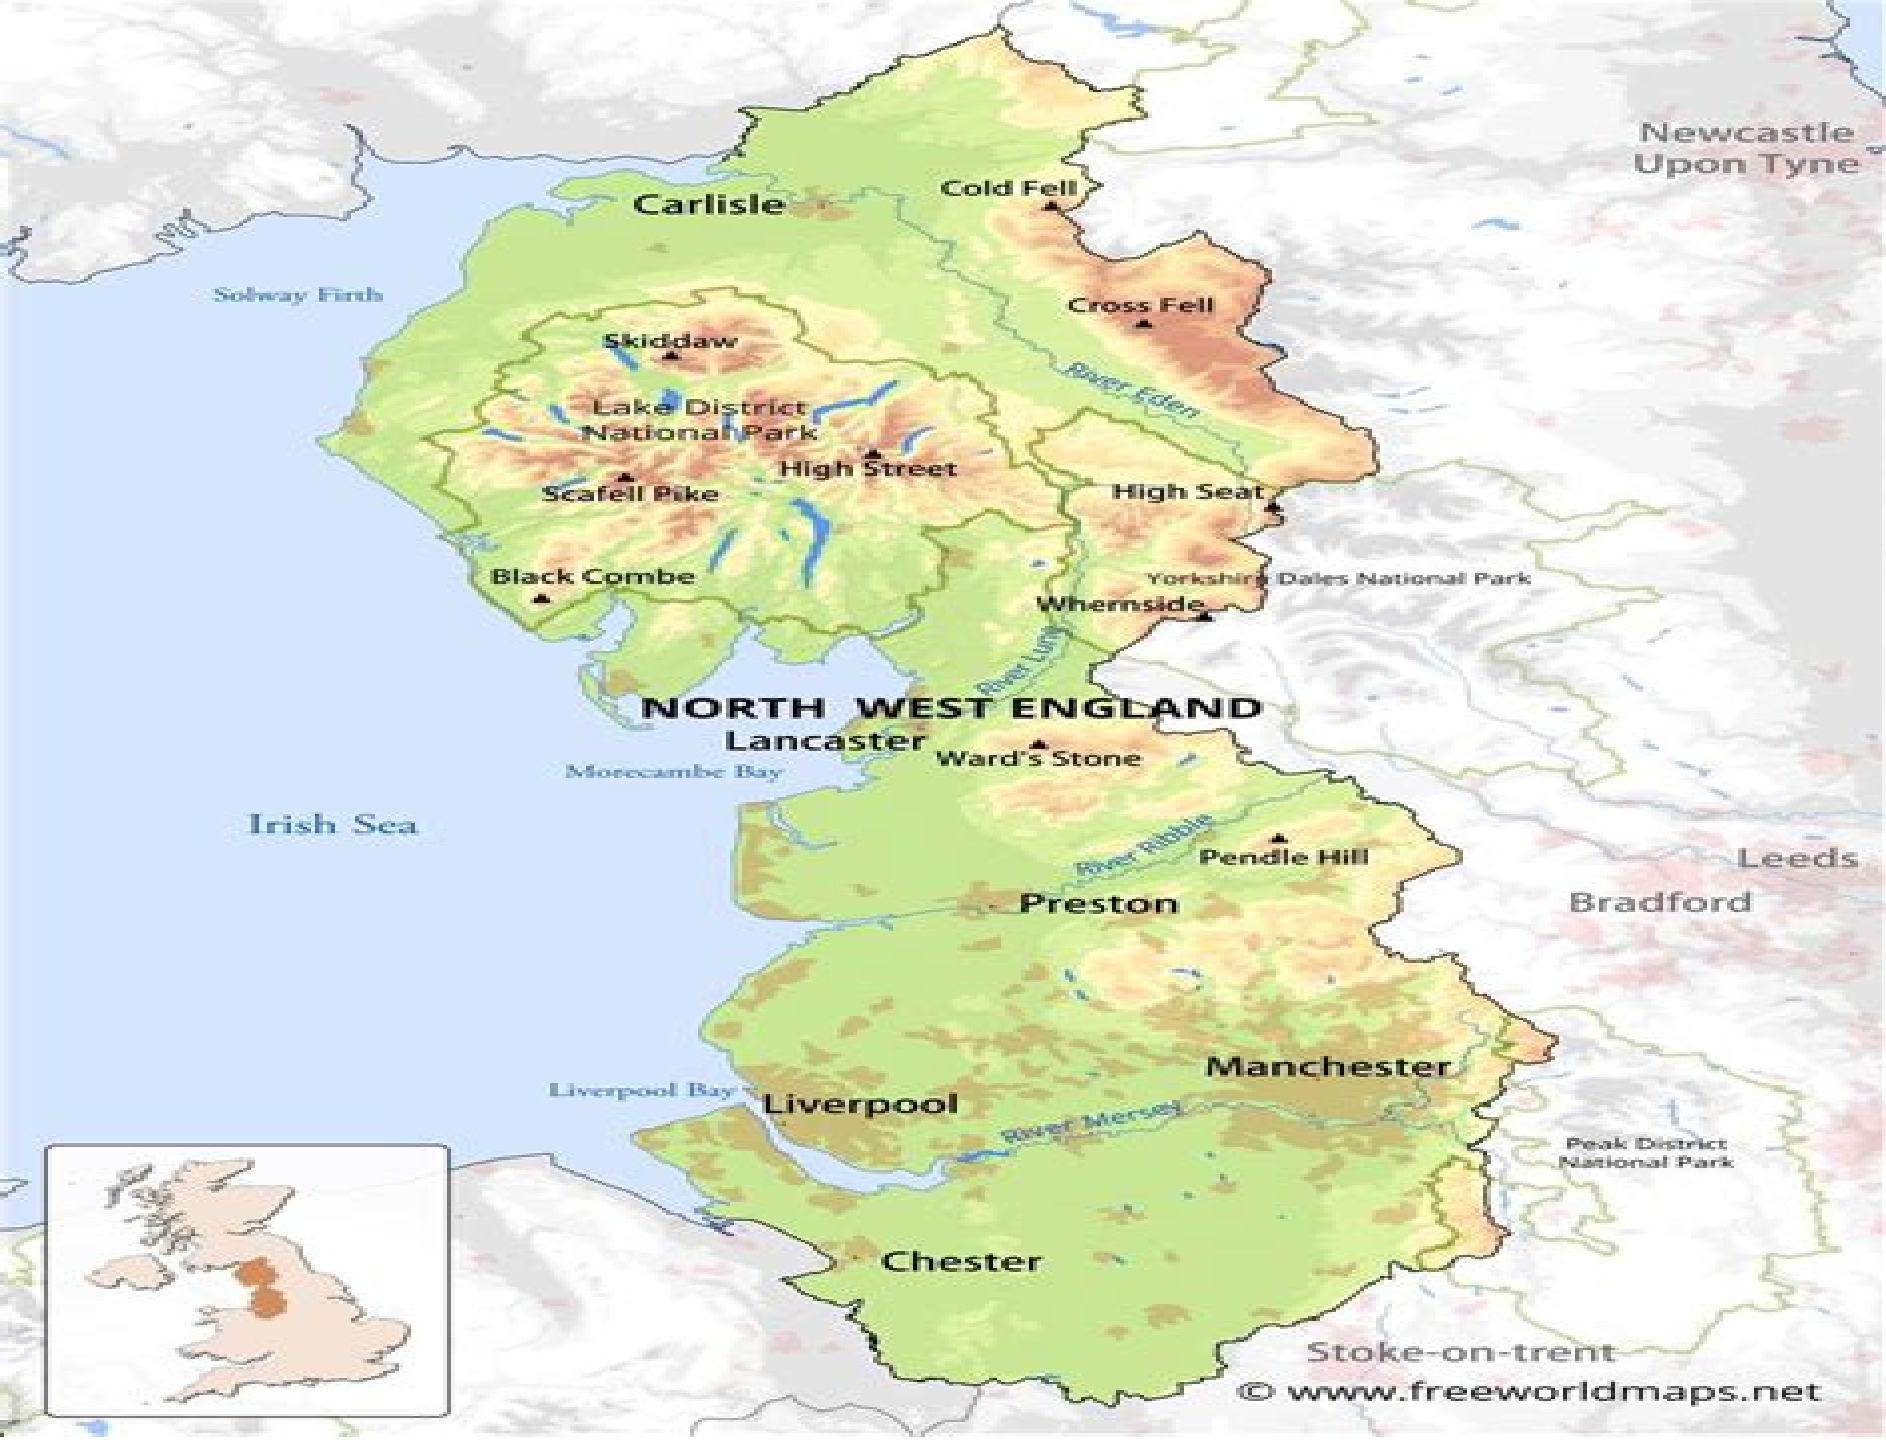 Newcastle
Upon Tyne
Cold Fell
Carlisle
Solway Firth
Cross Fell
Skiddaw
River Eden
Lake District
National Park
High Street
Scafell Pike
High Seat
Black Combe
Yorkshire Dales National Park
Whernside
River Lune
NORTH WEST ENGLAND
Lancaster
Ward's Stone
Morecambe Bay
Irish Sea
River Ribble
Pendle Hill
Leeds
Bradford
Preston
Manchester
Liverpool Bay
Liverpool
River Mersey
Peak District
National Park
Chester
Stoke-on-trent
© www.freeworldmaps.net